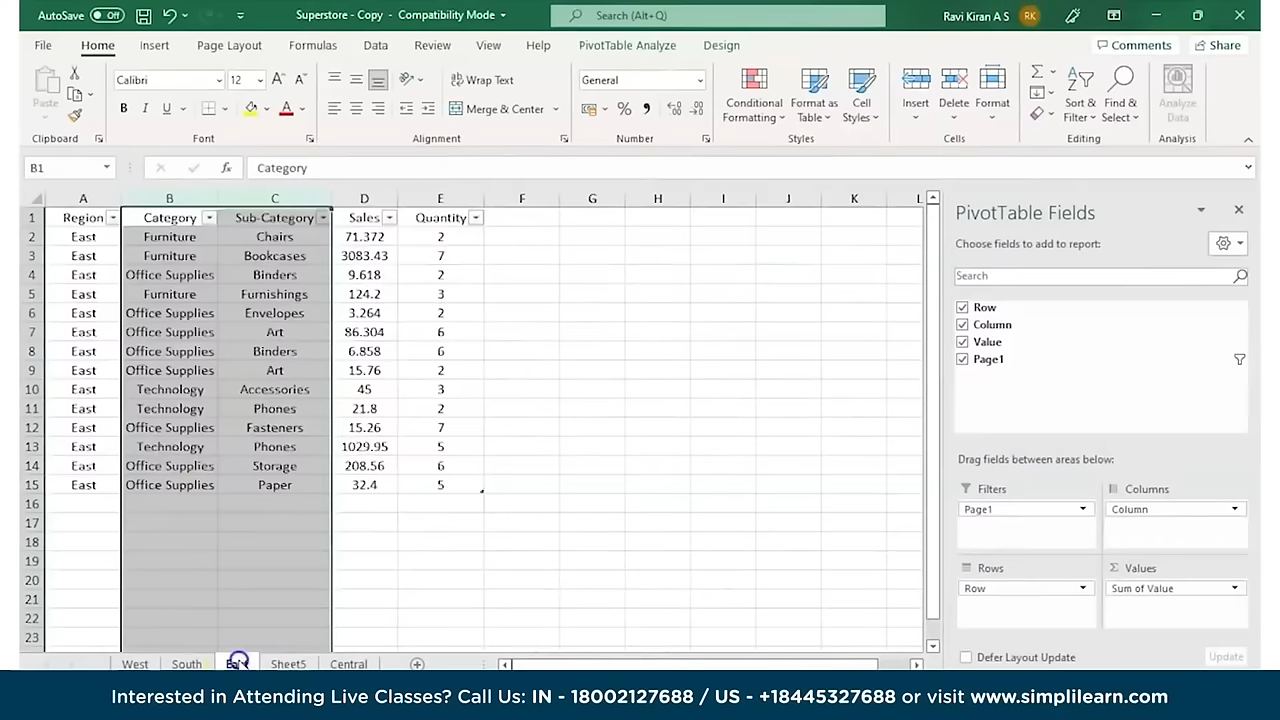 AutoSave Off Superstore - Copy - Compatibility Mode Search (Alt+Q) Ravi Kiran A S RK
File Home Insert Page Layout Formulas Data Review View Help PivotTable Analyze Design Comments Share
Paste Calibri 12 A A Wrap Text General Conditional Formatting Format as Table Cell Styles Insert Delete Format Sort & Filter Find & Select Analyze Data
B I U A Merge & Center % ,
Clipboard Font Alignment Number Styles Cells Editing Analysis
B1 fx Category
A B C D E F G H I J K L
1 Region Category Sub-Category Sales Quantity
2 East Furniture Chairs 71.372 2
3 East Furniture Bookcases 3083.43 7
4 East Office Supplies Binders 9.618 2
5 East Furniture Furnishings 124.2 3
6 East Office Supplies Envelopes 3.264 2
7 East Office Supplies Art 86.304 6
8 East Office Supplies Binders 6.858 6
9 East Office Supplies Art 15.76 2
10 East Technology Accessories 45 3
11 East Technology Phones 21.8 2
12 East Office Supplies Fasteners 15.26 7
13 East Technology Phones 1029.95 5
14 East Office Supplies Storage 208.56 6
15 East Office Supplies Paper 32.4 5
16
17
18
19
20
21
22
23
West South Sheet5 Central
PivotTable Fields
Choose fields to add to report:
Search
Row
Column
Value
Page1
Drag fields between areas below:
Filters Columns
Page1 Column
Rows Σ Values
Row Sum of Value
Defer Layout Update Update
Interested in Attending Live Classes? Call Us: IN - 18002127688 / US - +18445327688 or visit www.simplilearn.com